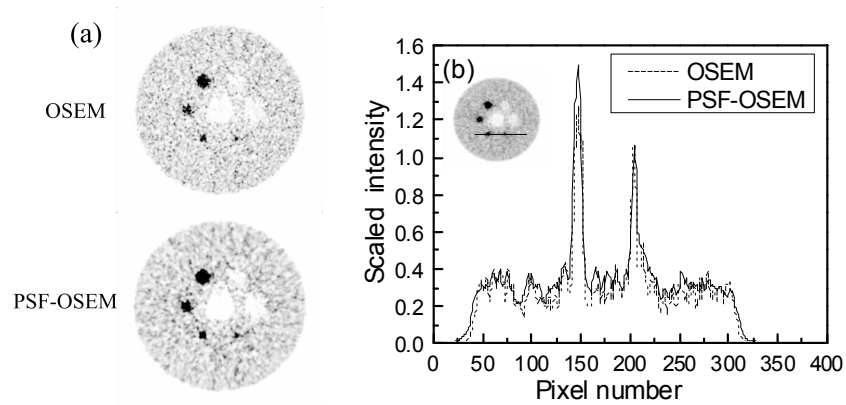 (a)
OSEM
PSF-OSEM
(b)
OSEM
PSF-OSEM
Scaled intensity
1.6
1.4
1.2
1.0
0.8
0.6
0.4
0.2
0.0
0 50 100 150 200 250 300 350 400
Pixel number